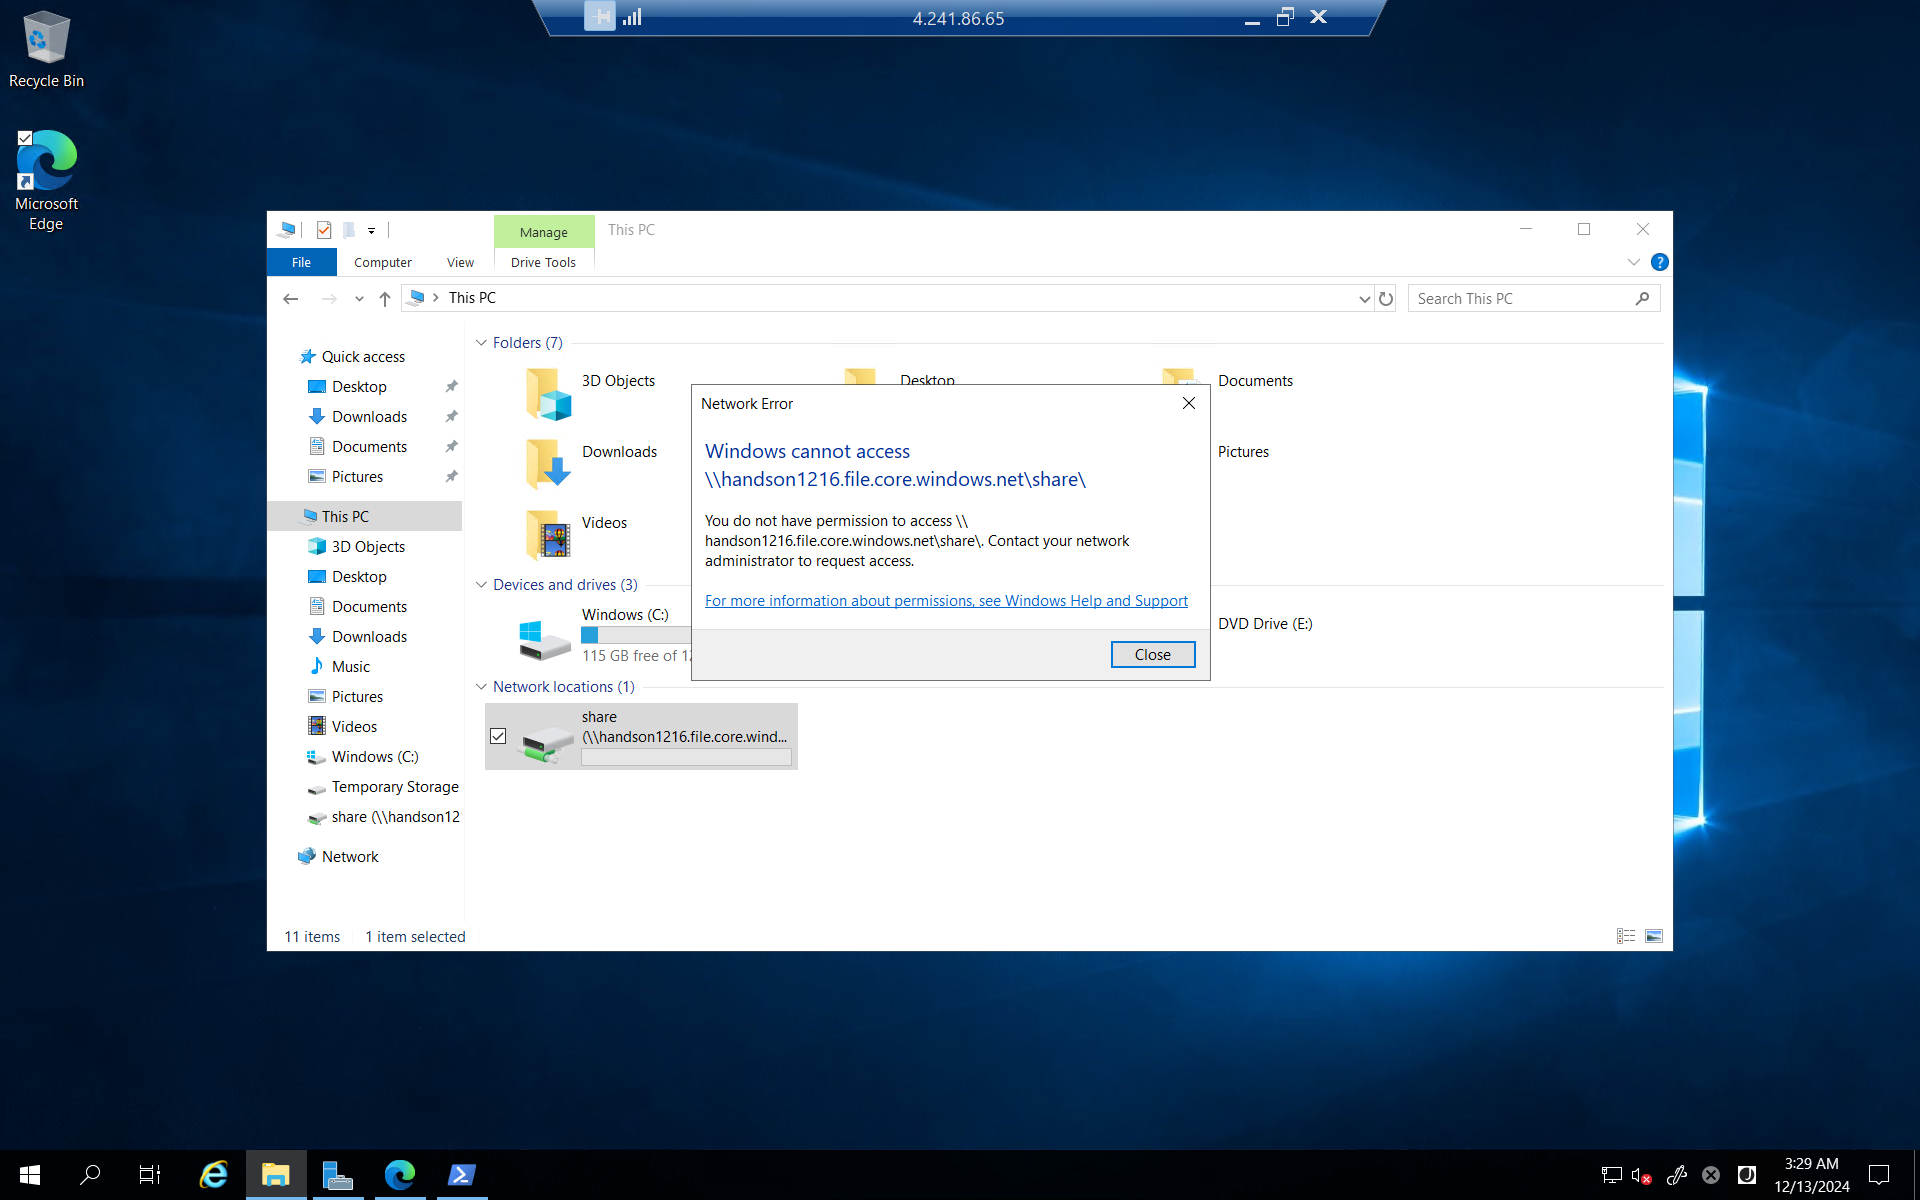 4.241.86.65
Recycle Bin
Microsoft
Edge
Manage
This PC
File
Computer
View
Drive Tools
This PC
Search This PC
Quick access
Desktop
Downloads
Documents
Pictures
This PC
3D Objects
Desktop
Documents
Downloads
Music
Pictures
Videos
Windows (C:)
Temporary Storage
share (\\handson12
Network
Folders (7)
3D Objects
Desktop
Documents
Downloads
Pictures
Videos
Devices and drives (3)
Windows (C:)
115 GB free of 12
DVD Drive (E:)
Network locations (1)
share
(\\handson1216.file.core.wind...
Network Error
Windows cannot access
\\handson1216.file.core.windows.net\share\
You do not have permission to access \\
handson1216.file.core.windows.net\share\. Contact your network
administrator to request access.
For more information about permissions, see Windows Help and Support
Close
11 items
1 item selected
3:29 AM
12/13/2024